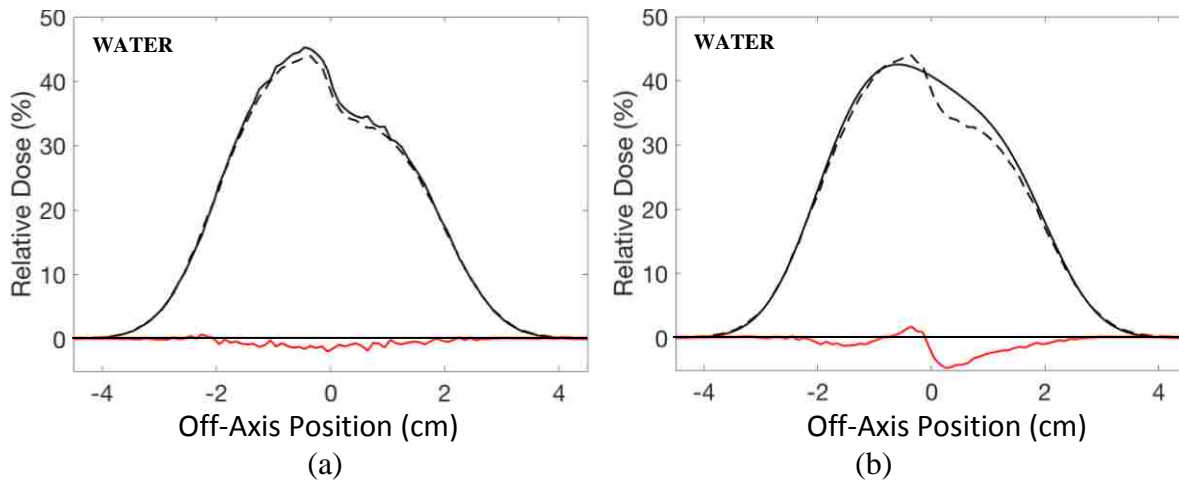 WATER
Relative Dose (%)
50
40
30
20
10
0
-4 -2 0 2 4
Off-Axis Position (cm)
(a)
WATER
Relative Dose (%)
50
40
30
20
10
0
-4 -2 0 2 4
Off-Axis Position (cm)
(b)